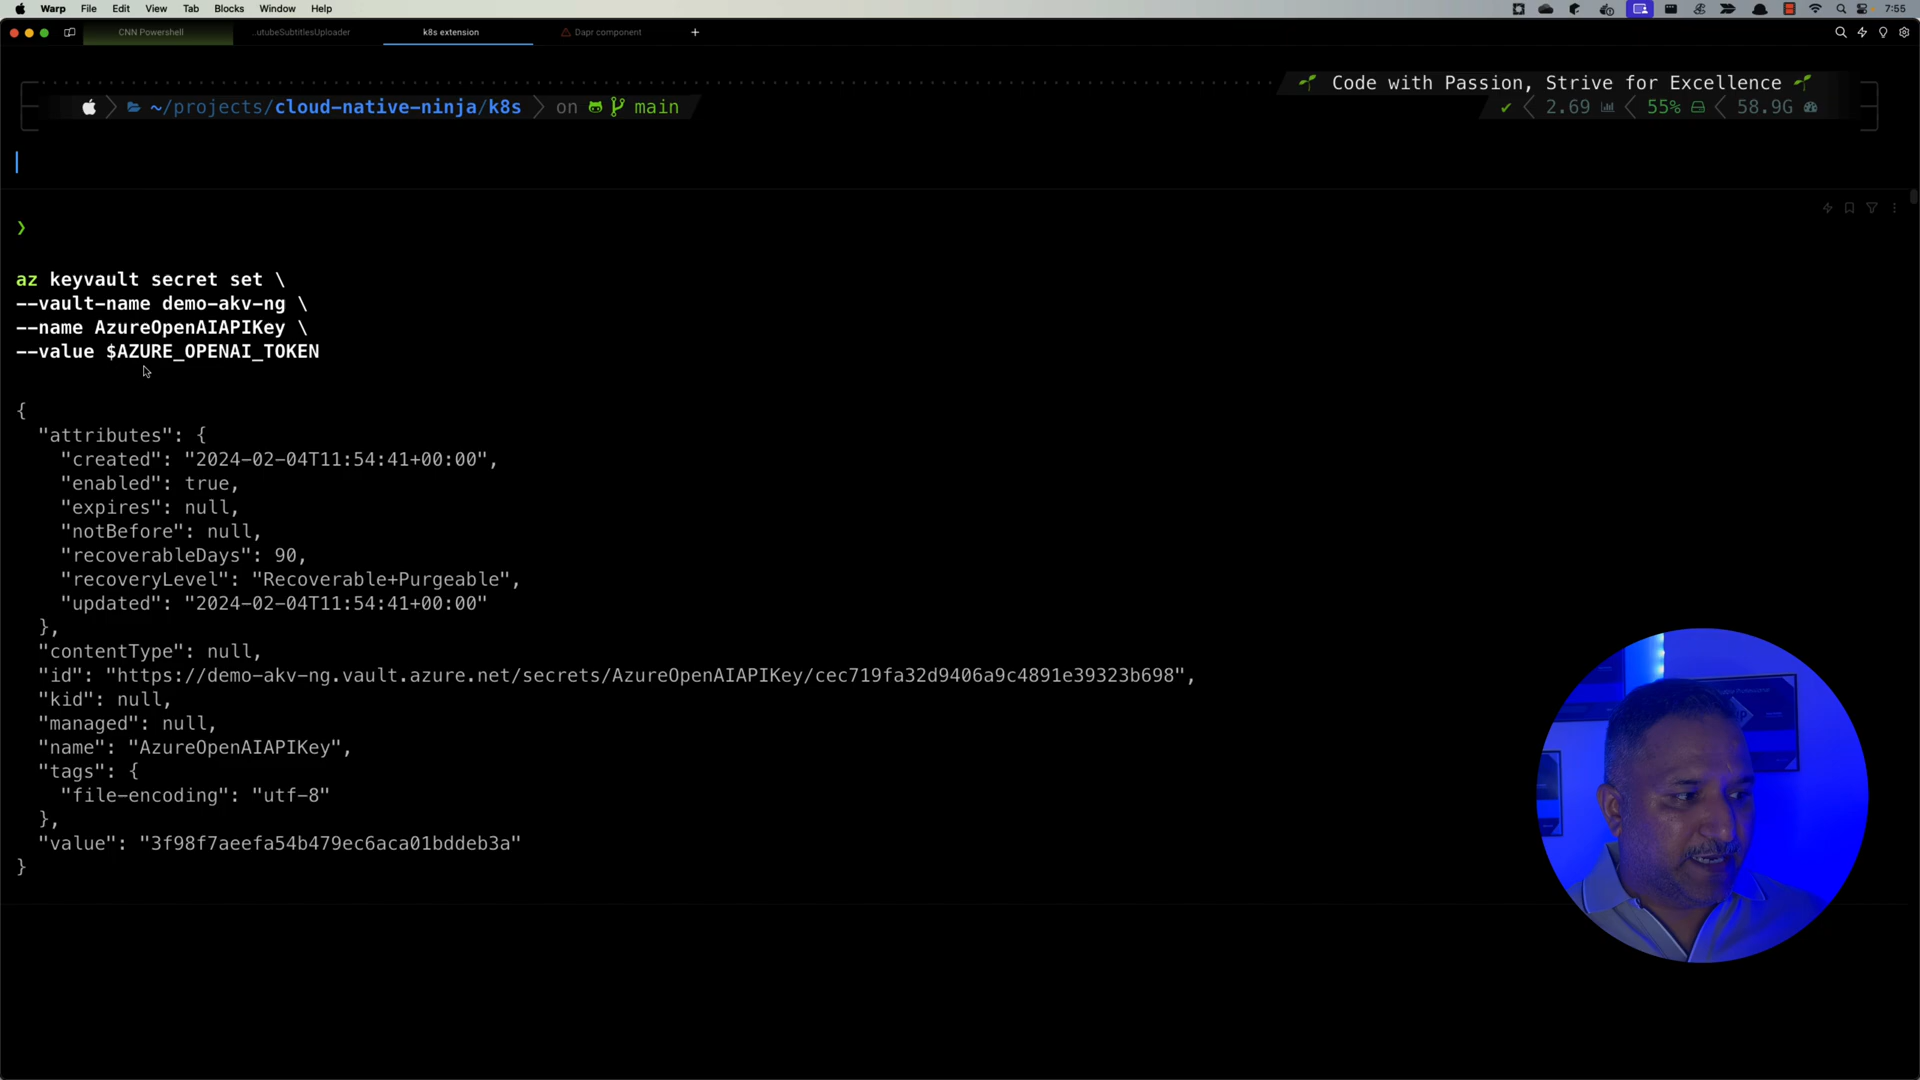 Warp File Edit View Tab Blocks Window Help 7:55
CNN Powershell ..utubeSubtitlesUploader k8s extension Dapr component +
Code with Passion, Strive for Excellence
~/projects/cloud-native-ninja/k8s on main ✔ 2.69 55% 58.9G
❯
az keyvault secret set \
--vault-name demo-akv-ng \
--name AzureOpenAIAPIKey \
--value $AZURE_OPENAI_TOKEN
{
"attributes": {
"created": "2024-02-04T11:54:41+00:00",
"enabled": true,
"expires": null,
"notBefore": null,
"recoverableDays": 90,
"recoveryLevel": "Recoverable+Purgeable",
"updated": "2024-02-04T11:54:41+00:00"
},
"contentType": null,
"id": "https://demo-akv-ng.vault.azure.net/secrets/AzureOpenAIAPIKey/cec719fa32d9406a9c4891e39323b698",
"kid": null,
"managed": null,
"name": "AzureOpenAIAPIKey",
"tags": {
"file-encoding": "utf-8"
},
"value": "3f98f7aeefa54b479ec6aca01bddeb3a"
}